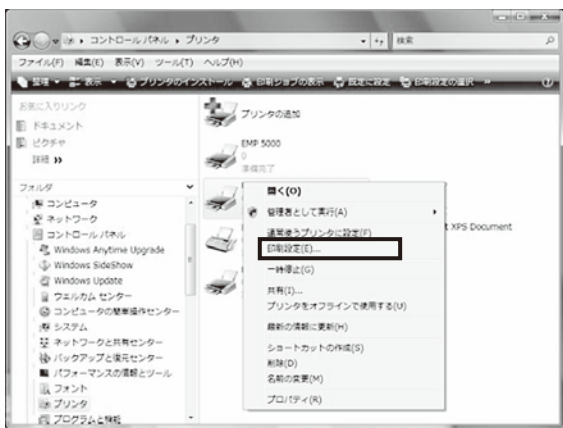 コントロール パネル ▸ プリンタ
検索
ファイル(F) 編集(E) 表示(V) ツール(T) ヘルプ(H)
整理 表示 プリンタのインストール 印刷ジョブの表示 既定に設定 印刷設定の選択 »
お気に入りリンク
ドキュメント
ピクチャ
詳細 »
フォルダ
コンピュータ
ネットワーク
コントロール パネル
Windows Anytime Upgrade
Windows SideShow
Windows Update
ウェルカム センター
コンピュータの簡単操作センター
システム
ネットワークと共有センター
バックアップと復元センター
パフォーマンスの情報とツール
フォント
プリンタ
プログラムと機能
プリンタの追加
EMP 5000
0
準備完了
t XPS Document
開く(O)
管理者として実行(A)
通常使うプリンタに設定(F)
印刷設定(E)...
一時停止(G)
共有(I)...
プリンタをオフラインで使用する(U)
最新の情報に更新(H)
ショートカットの作成(S)
削除(D)
名前の変更(M)
プロパティ(R)